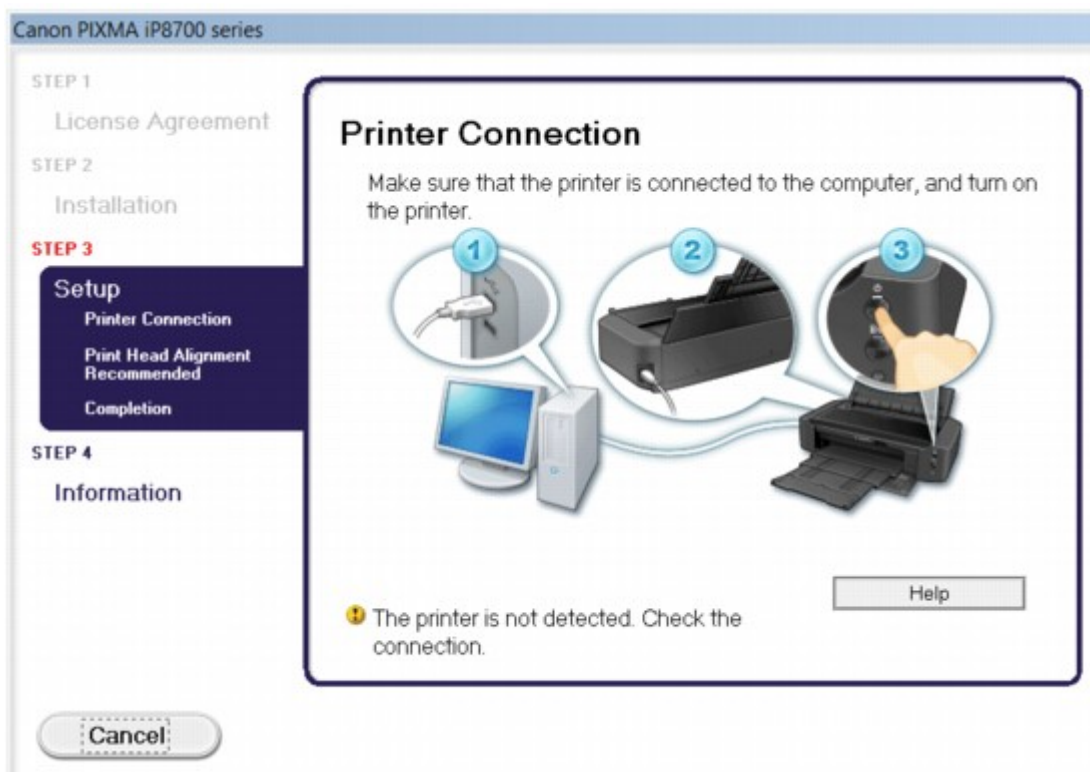 Canon PIXMA iP8700 series
STEP 1
License Agreement
STEP 2
Installation
STEP 3
Setup
Printer Connection
Print Head Alignment
Recommended
Completion
STEP 4
Information
Printer Connection
Make sure that the printer is connected to the computer, and turn on
the printer.
1
2
3
The printer is not detected. Check the
connection.
Help
Cancel